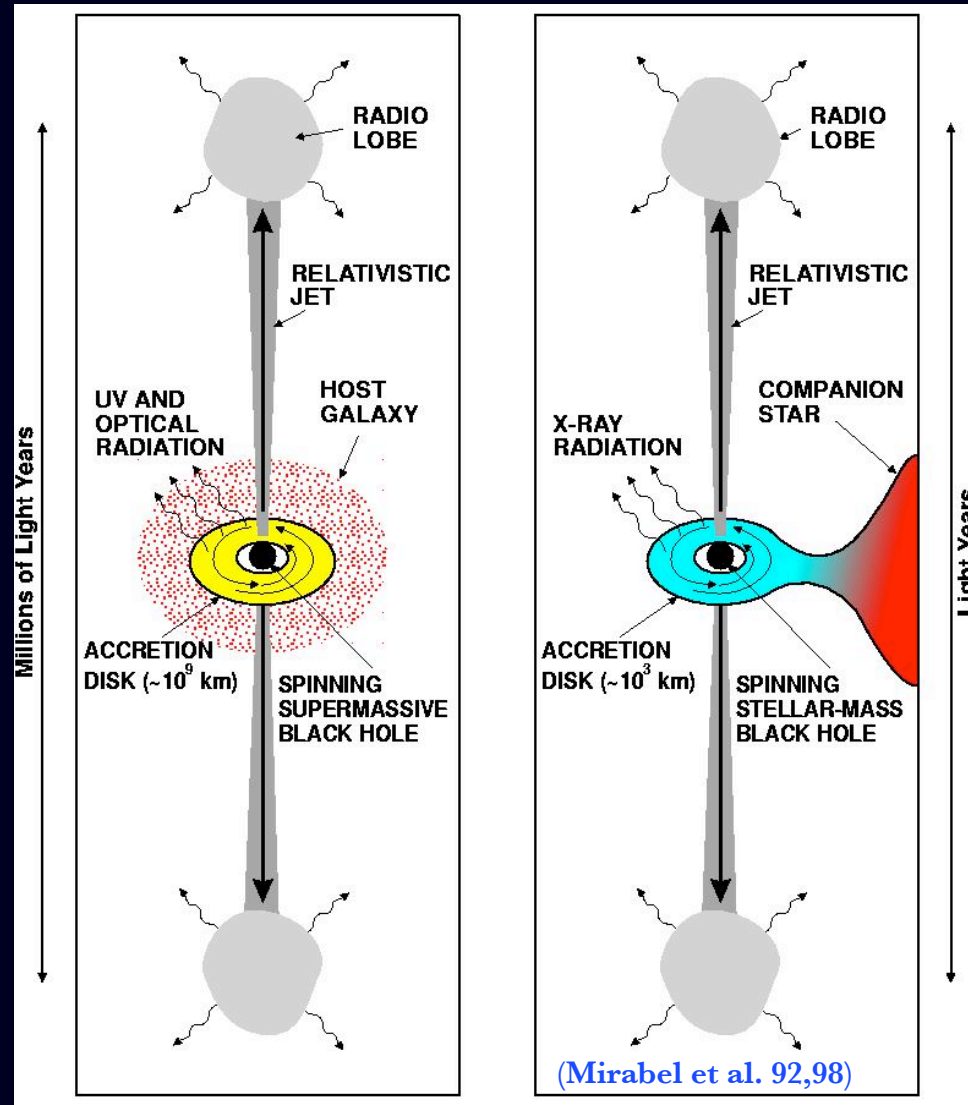 Millions of Light Years
RADIO
LOBE
RELATIVISTIC
JET
UV AND
OPTICAL
RADIATION
HOST
GALAXY
ACCRETION
DISK (~10⁹ km)
SPINNING
SUPERMASSIVE
BLACK HOLE
RADIO
LOBE
RELATIVISTIC
JET
X-RAY
RADIATION
COMPANION
STAR
ACCRETION
DISK (~10³ km)
SPINNING
STELLAR-MASS
BLACK HOLE
Light Years
(Mirabel et al. 92,98)